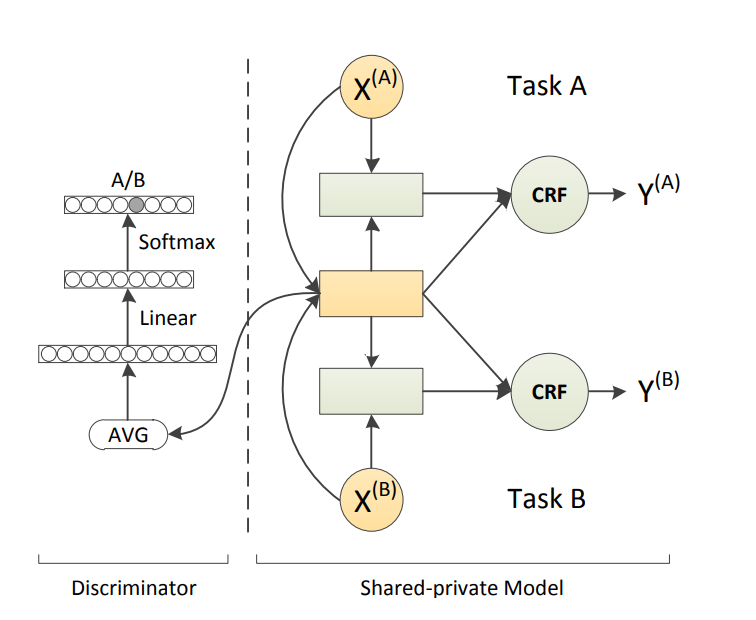 X(A)
Task A
A/B
CRF
Y(A)
Softmax
Linear
CRF
Y(B)
AVG
X(B)
Task B
Discriminator
Shared-private Model